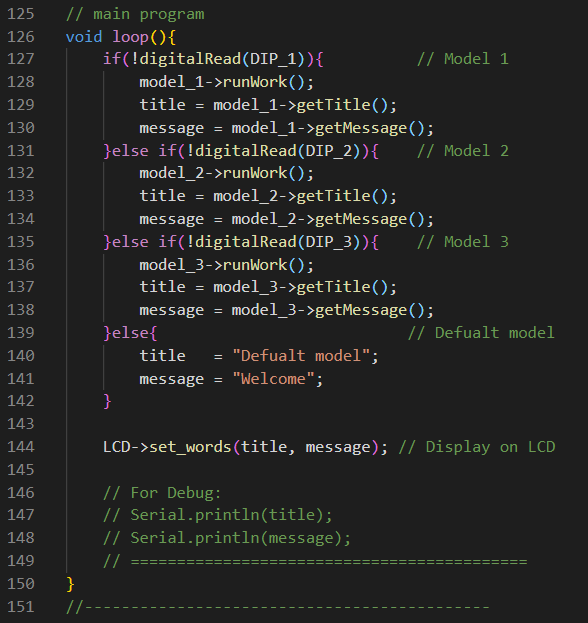 125 // main program
126 void loop(){
127     if(!digitalRead(DIP_1)){          // Model 1
128         model_1->runWork();
129         title = model_1->getTitle();
130         message = model_1->getMessage();
131     }else if(!digitalRead(DIP_2)){    // Model 2
132         model_2->runWork();
133         title = model_2->getTitle();
134         message = model_2->getMessage();
135     }else if(!digitalRead(DIP_3)){    // Model 3
136         model_3->runWork();
137         title = model_3->getTitle();
138         message = model_3->getMessage();
139     }else{                           // Defualt model
140         title   = "Defualt model";
141         message = "Welcome";
142     }
143
144     LCD->set_words(title, message); // Display on LCD
145
146     // For Debug:
147     // Serial.println(title);
148     // Serial.println(message);
149     // ===========================================
150 }
151 //--------------------------------------------